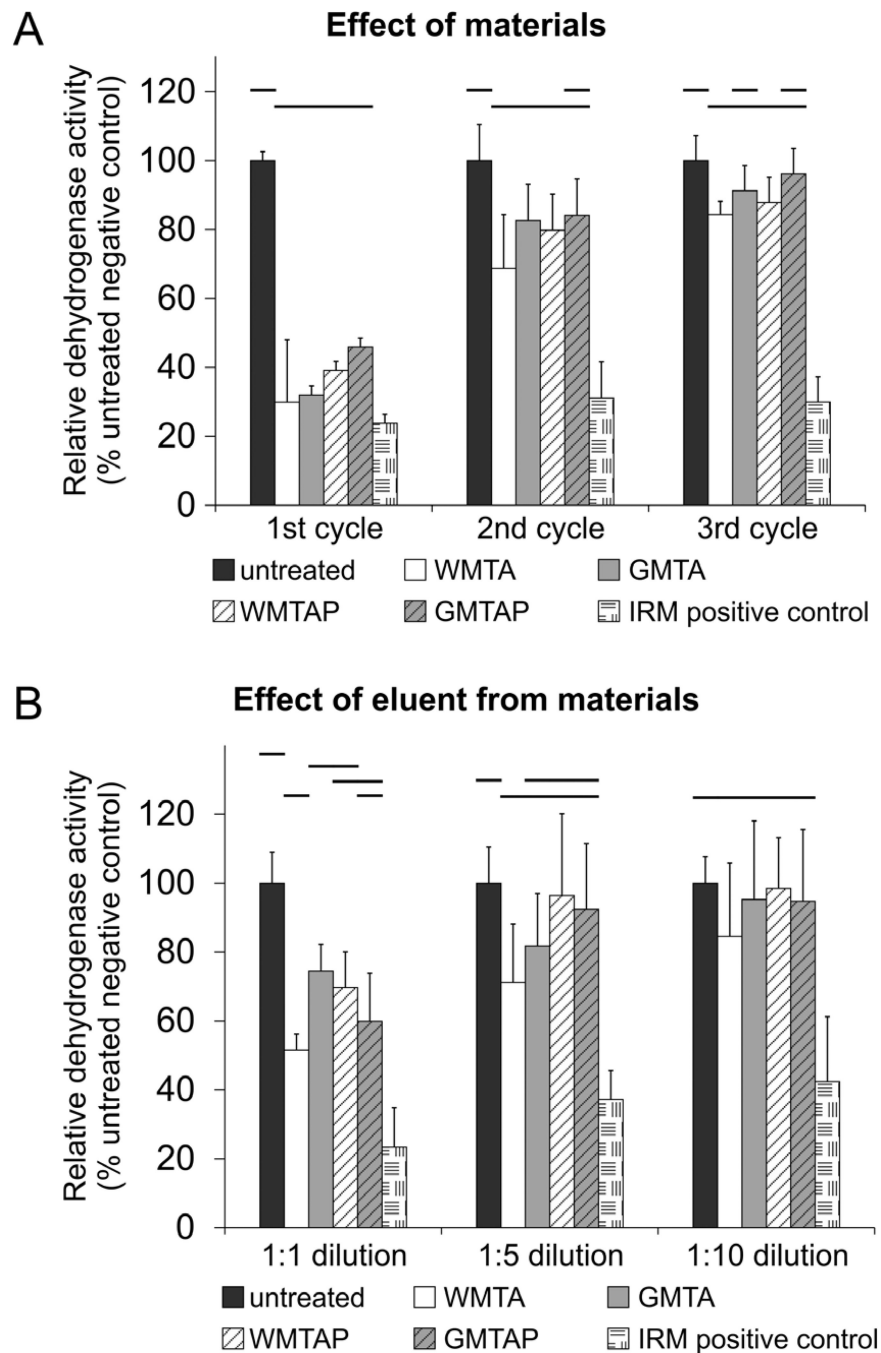 A
Effect of materials
Relative dehydrogenase activity
(% untreated negative control)
120
100
80
60
40
20
0
1st cycle 2nd cycle 3rd cycle
untreated WMTA GMTA
WMTAP GMTAP IRM positive control
B
Effect of eluent from materials
Relative dehydrogenase activity
(% untreated negative control)
120
100
80
60
40
20
0
1:1 dilution 1:5 dilution 1:10 dilution
untreated WMTA GMTA
WMTAP GMTAP IRM positive control